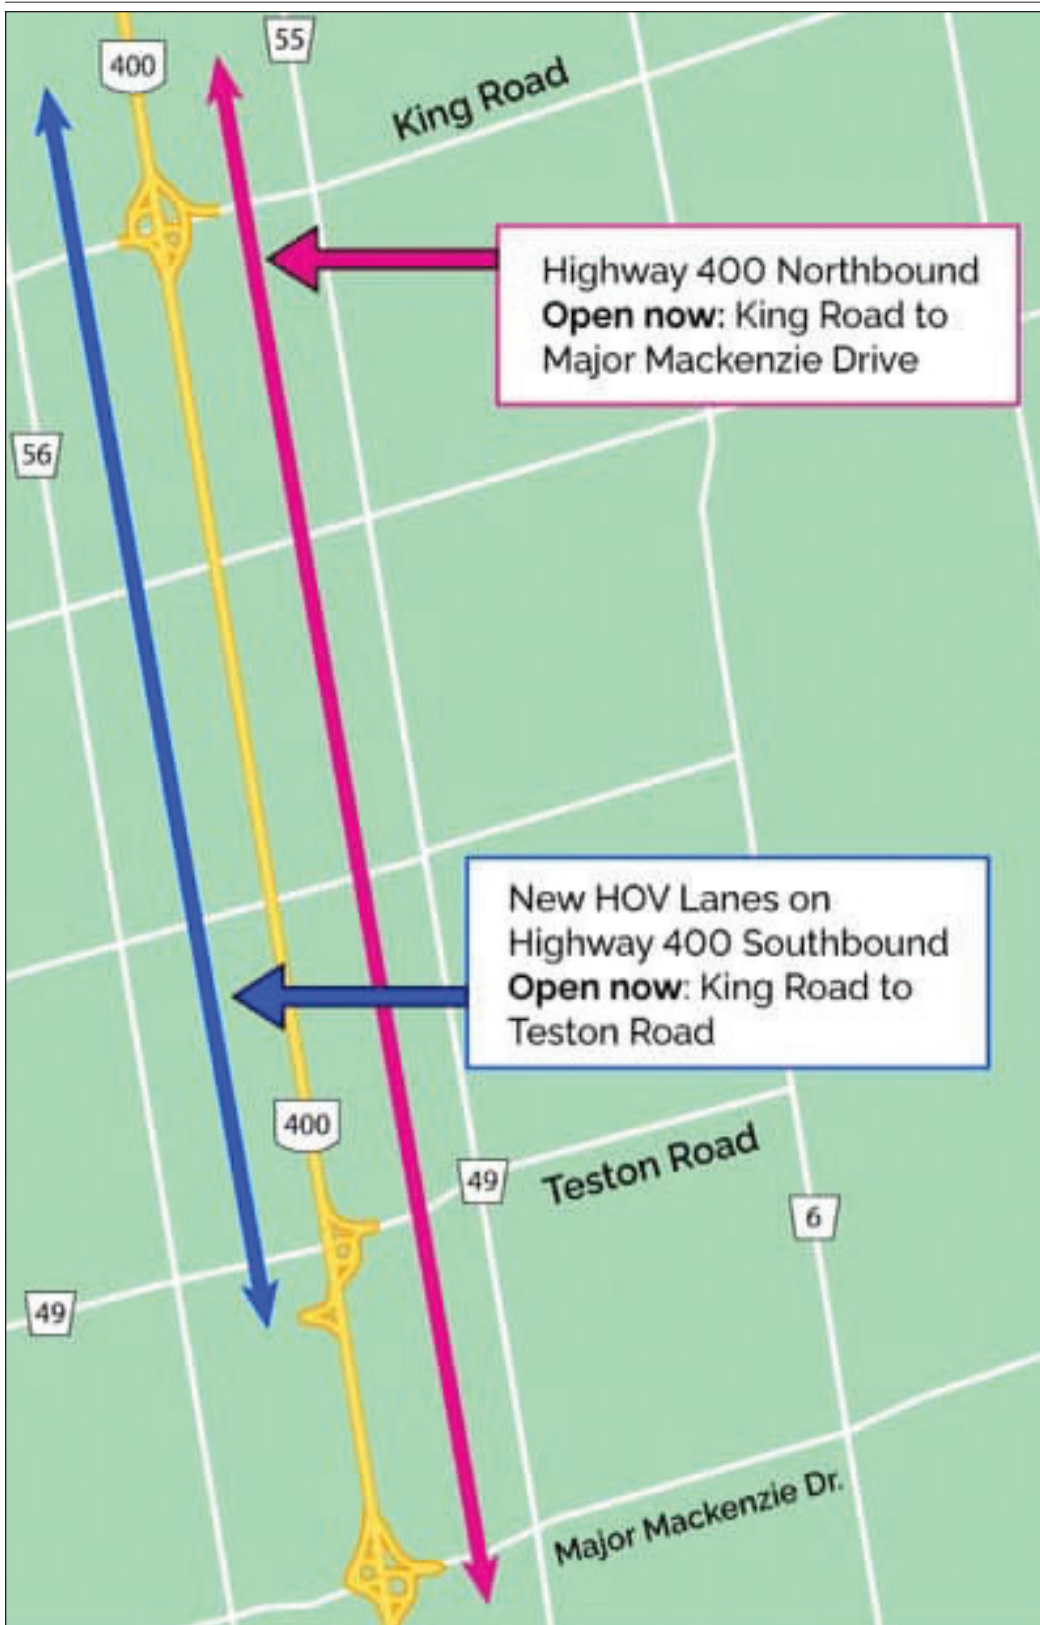 400
55
King Road
Highway 400 Northbound
Open now: King Road to
Major Mackenzie Drive
56
New HOV Lanes on
Highway 400 Southbound
Open now: King Road to
Teston Road
400
49
Teston Road
6
49
Major Mackenzie Dr.